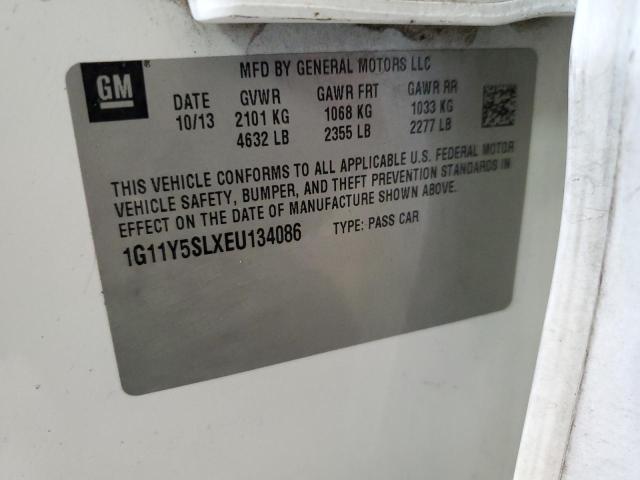 GM
MFD BY GENERAL MOTORS LLC
DATE GVWR GAWR FRT GAWR RR
10/13 2101 KG 1068 KG 1033 KG
4632 LB 2355 LB 2277 LB
THIS VEHICLE CONFORMS TO ALL APPLICABLE U.S. FEDERAL MOTOR
VEHICLE SAFETY, BUMPER, AND THEFT PREVENTION STANDARDS IN
EFFECT ON THE DATE OF MANUFACTURE SHOWN ABOVE.
1G11Y5SLXEU134086 TYPE: PASS CAR